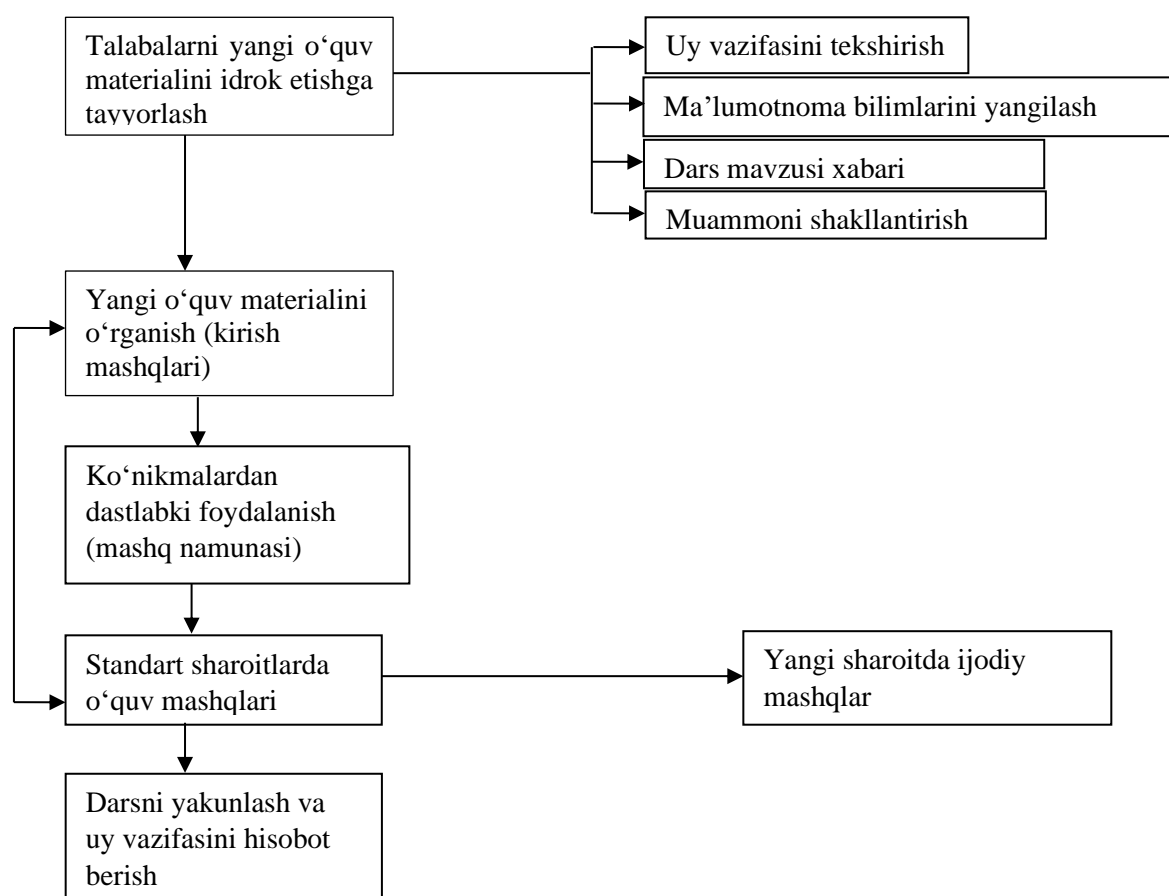 Talabalarni yangi o‘quv
materialini idrok etishga
tayyorlash
Uy vazifasini tekshirish
Ma’lumotnoma bilimlarini yangilash
Dars mavzusi xabari
Muammoni shakllantirish
Yangi o‘quv materialini
o‘rganish (kirish
mashqlari)
Ko‘nikmalardan
dastlabki foydalanish
(mashq namunasi)
Standart sharoitlarda
o‘quv mashqlari
Yangi sharoitda ijodiy
mashqlar
Darsni yakunlash va
uy vazifasini hisobot
berish